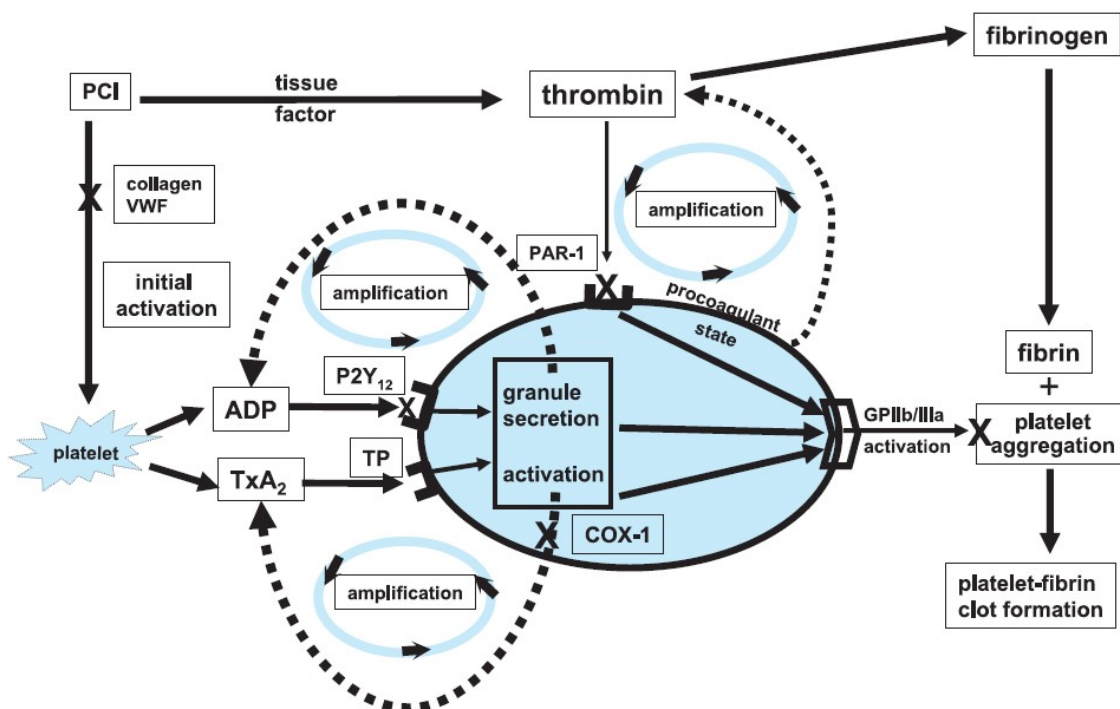 fibrinogen
PCI
tissue
factor
thrombin
X
collagen
VWF
amplification
PAR-1
X
initial
activation
amplification
procoagulant
state
fibrin
+
P2Y₁₂
ADP
X
granule
secretion
GPIIb/IIIa
activation
X
platelet
aggregation
platelet
TP
TxA₂
activation
X
COX-1
amplification
platelet-fibrin
clot formation